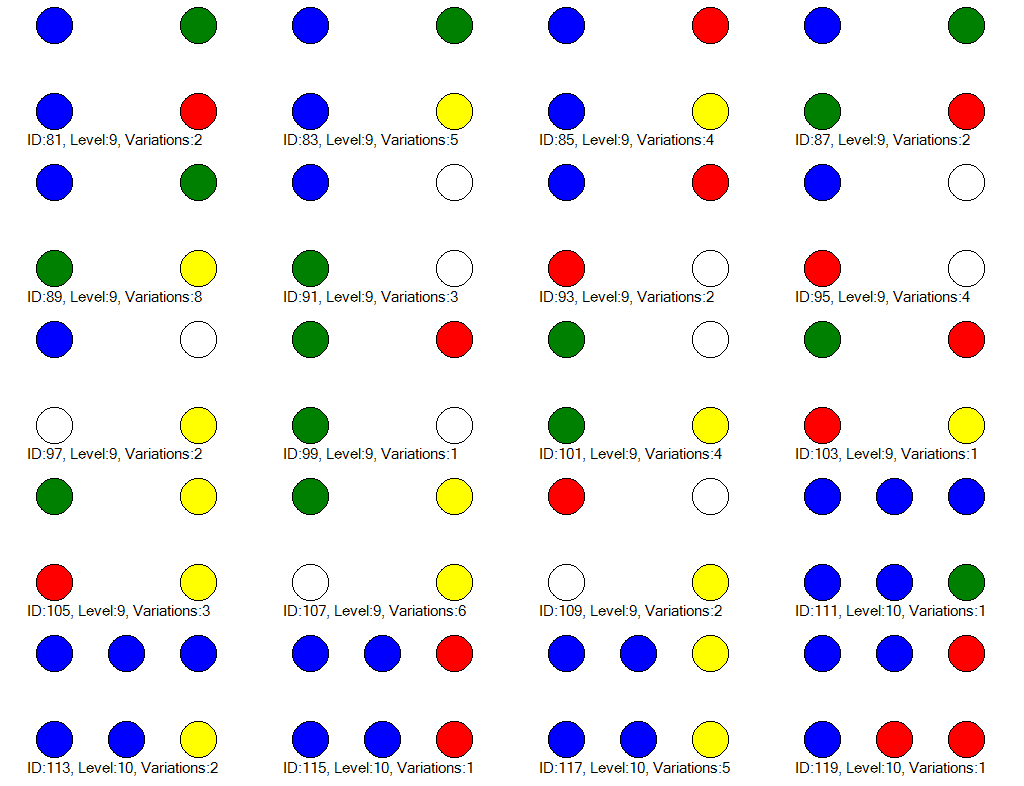 ID:81, Level:9, Variations:2
ID:83, Level:9, Variations:5
ID:85, Level:9, Variations:4
ID:87, Level:9, Variations:2
ID:89, Level:9, Variations:8
ID:91, Level:9, Variations:3
ID:93, Level:9, Variations:2
ID:95, Level:9, Variations:4
ID:97, Level:9, Variations:2
ID:99, Level:9, Variations:1
ID:101, Level:9, Variations:4
ID:103, Level:9, Variations:1
ID:105, Level:9, Variations:3
ID:107, Level:9, Variations:6
ID:109, Level:9, Variations:2
ID:111, Level:10, Variations:1
ID:113, Level:10, Variations:2
ID:115, Level:10, Variations:1
ID:117, Level:10, Variations:5
ID:119, Level:10, Variations:1